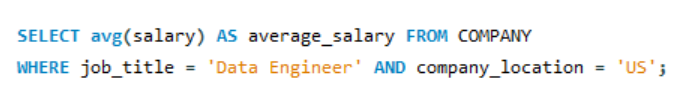 SELECT avg(salary) AS average_salary FROM COMPANY
WHERE job_title = 'Data Engineer' AND company_location = 'US';